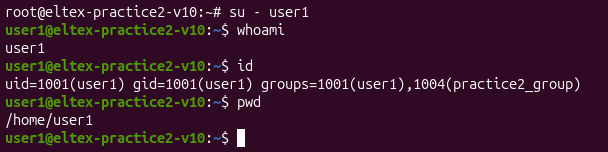 root@eltex-practice2-v10:~# su - user1
user1@eltex-practice2-v10:~$ whoami
user1
user1@eltex-practice2-v10:~$ id
uid=1001(user1) gid=1001(user1) groups=1001(user1),1004(practice2_group)
user1@eltex-practice2-v10:~$ pwd
/home/user1
user1@eltex-practice2-v10:~$